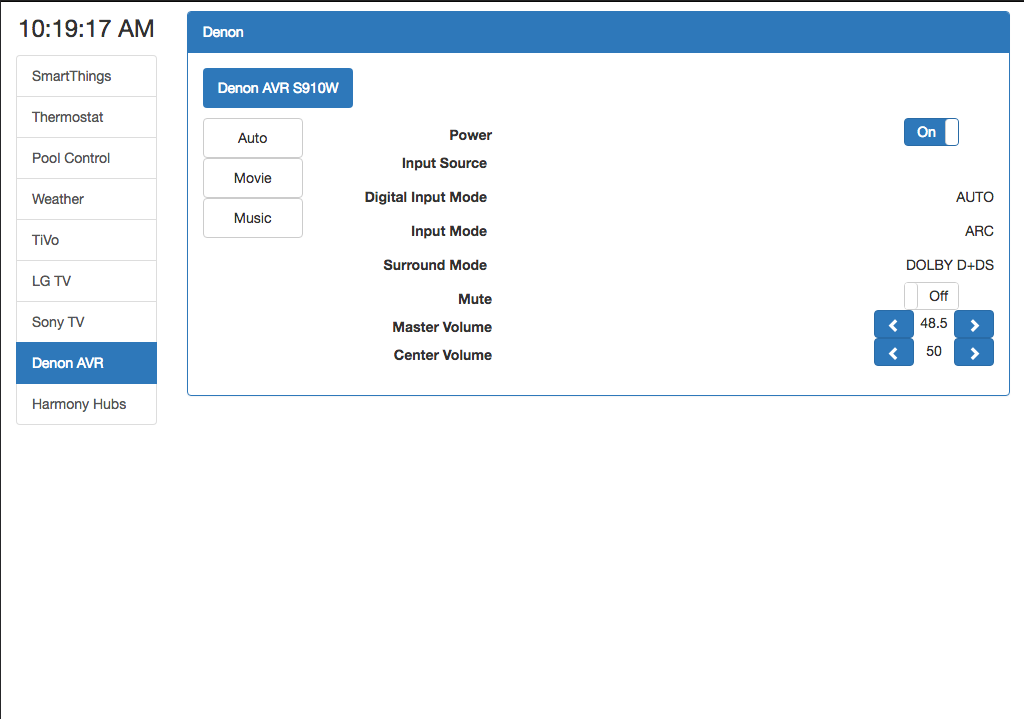 10:19:17 AM
SmartThings
Thermostat
Pool Control
Weather
TiVo
LG TV
Sony TV
Denon AVR
Harmony Hubs
Denon
Denon AVR S910W
Auto
Movie
Music
Power On
Input Source
Digital Input Mode AUTO
Input Mode ARC
Surround Mode DOLBY D+DS
Mute Off
Master Volume 48.5
Center Volume 50